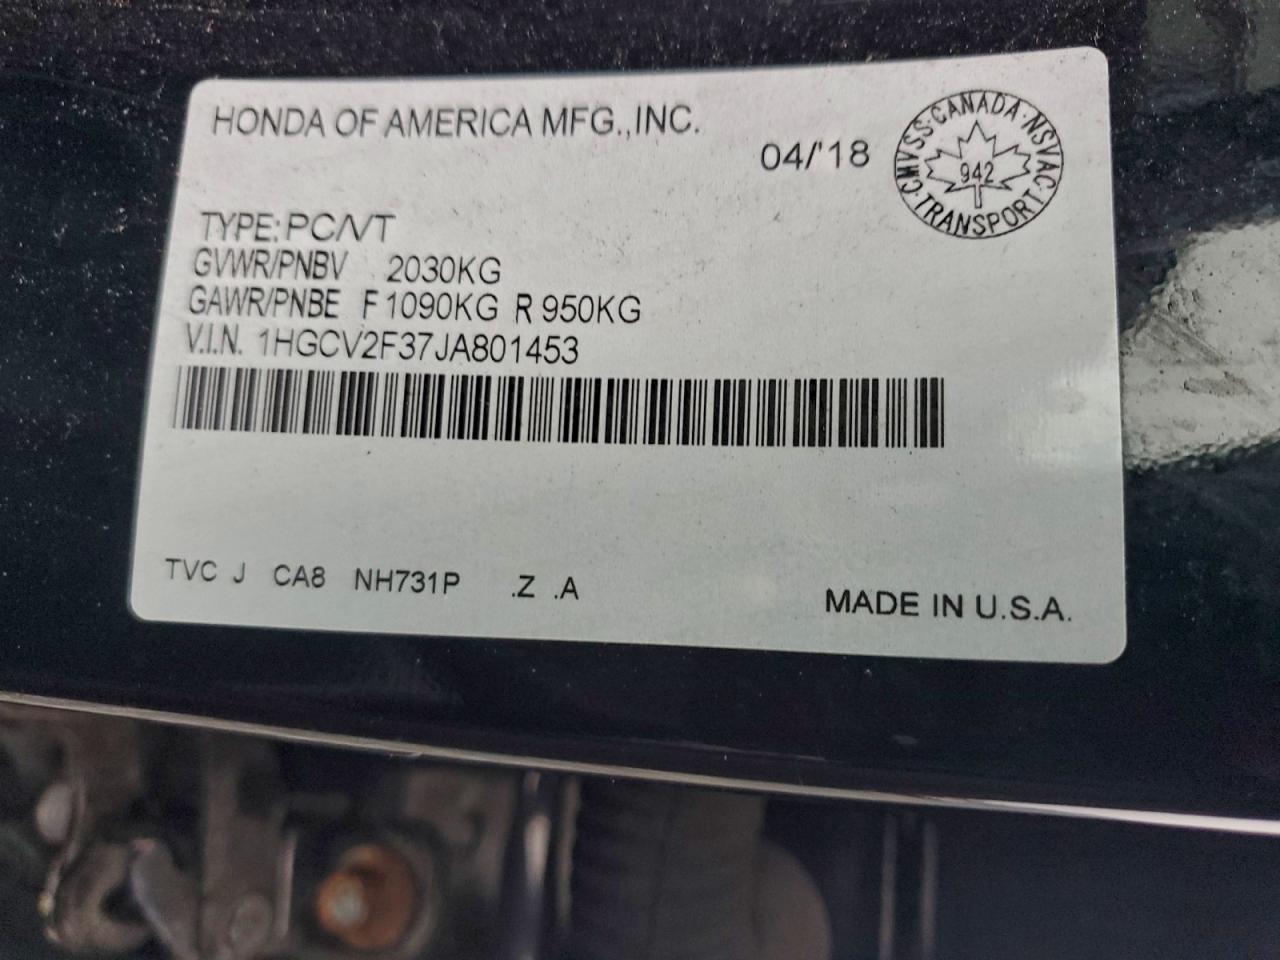 HONDA OF AMERICA MFG.,INC.
04/'18
CMVSS·CANADA·NSVAC·TRANSPORT·
942
TYPE:PC/VT
GVWR/PNBV 2030KG
GAWR/PNBE F 1090KG R 950KG
V.I.N. 1HGCV2F37JA801453
TVC J CA8 NH731P .Z .A
MADE IN U.S.A.